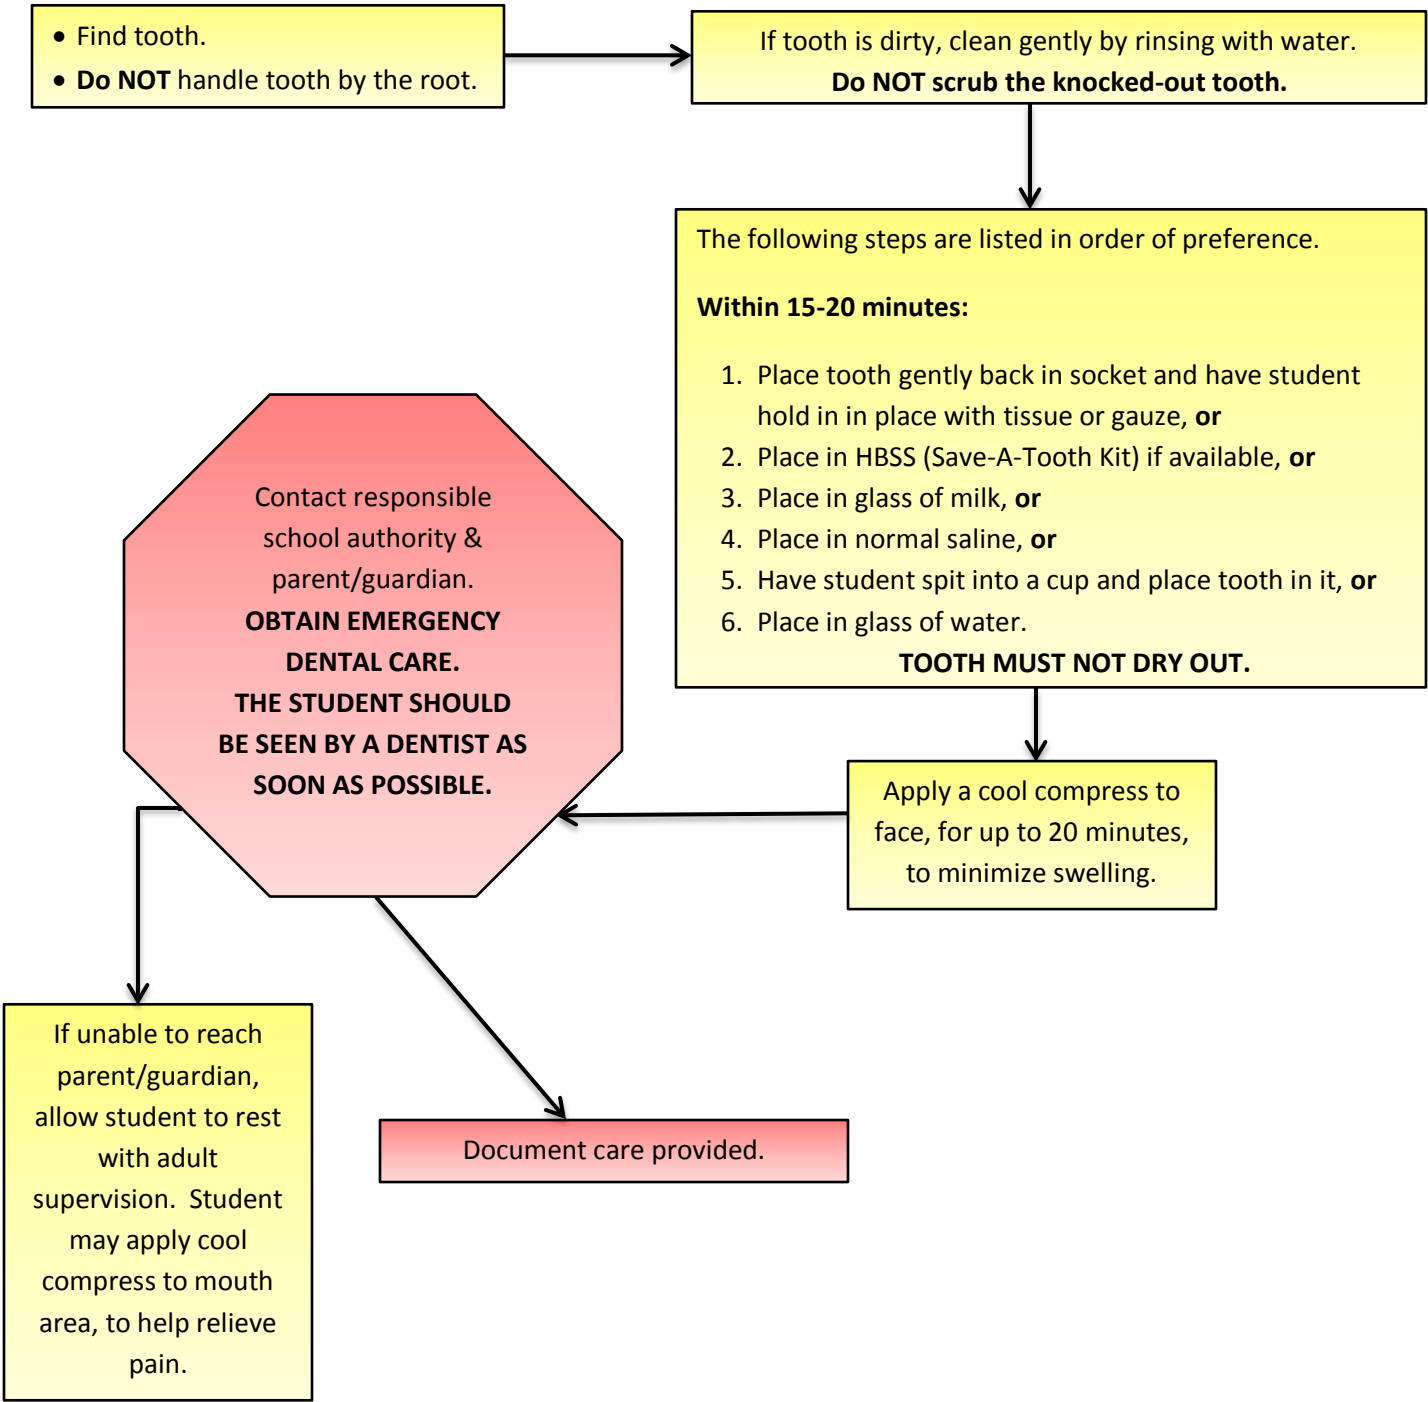 • Find tooth.
• Do NOT handle tooth by the root.
If tooth is dirty, clean gently by rinsing with water.
Do NOT scrub the knocked-out tooth.
The following steps are listed in order of preference.
Within 15-20 minutes:
1. Place tooth gently back in socket and have student
hold in in place with tissue or gauze, or
2. Place in HBSS (Save-A-Tooth Kit) if available, or
3. Place in glass of milk, or
4. Place in normal saline, or
5. Have student spit into a cup and place tooth in it, or
6. Place in glass of water.
TOOTH MUST NOT DRY OUT.
Apply a cool compress to
face, for up to 20 minutes,
to minimize swelling.
Contact responsible
school authority &
parent/guardian.
OBTAIN EMERGENCY
DENTAL CARE.
THE STUDENT SHOULD
BE SEEN BY A DENTIST AS
SOON AS POSSIBLE.
If unable to reach
parent/guardian,
allow student to rest
with adult
supervision.  Student
may apply cool
compress to mouth
area, to help relieve
pain.
Document care provided.